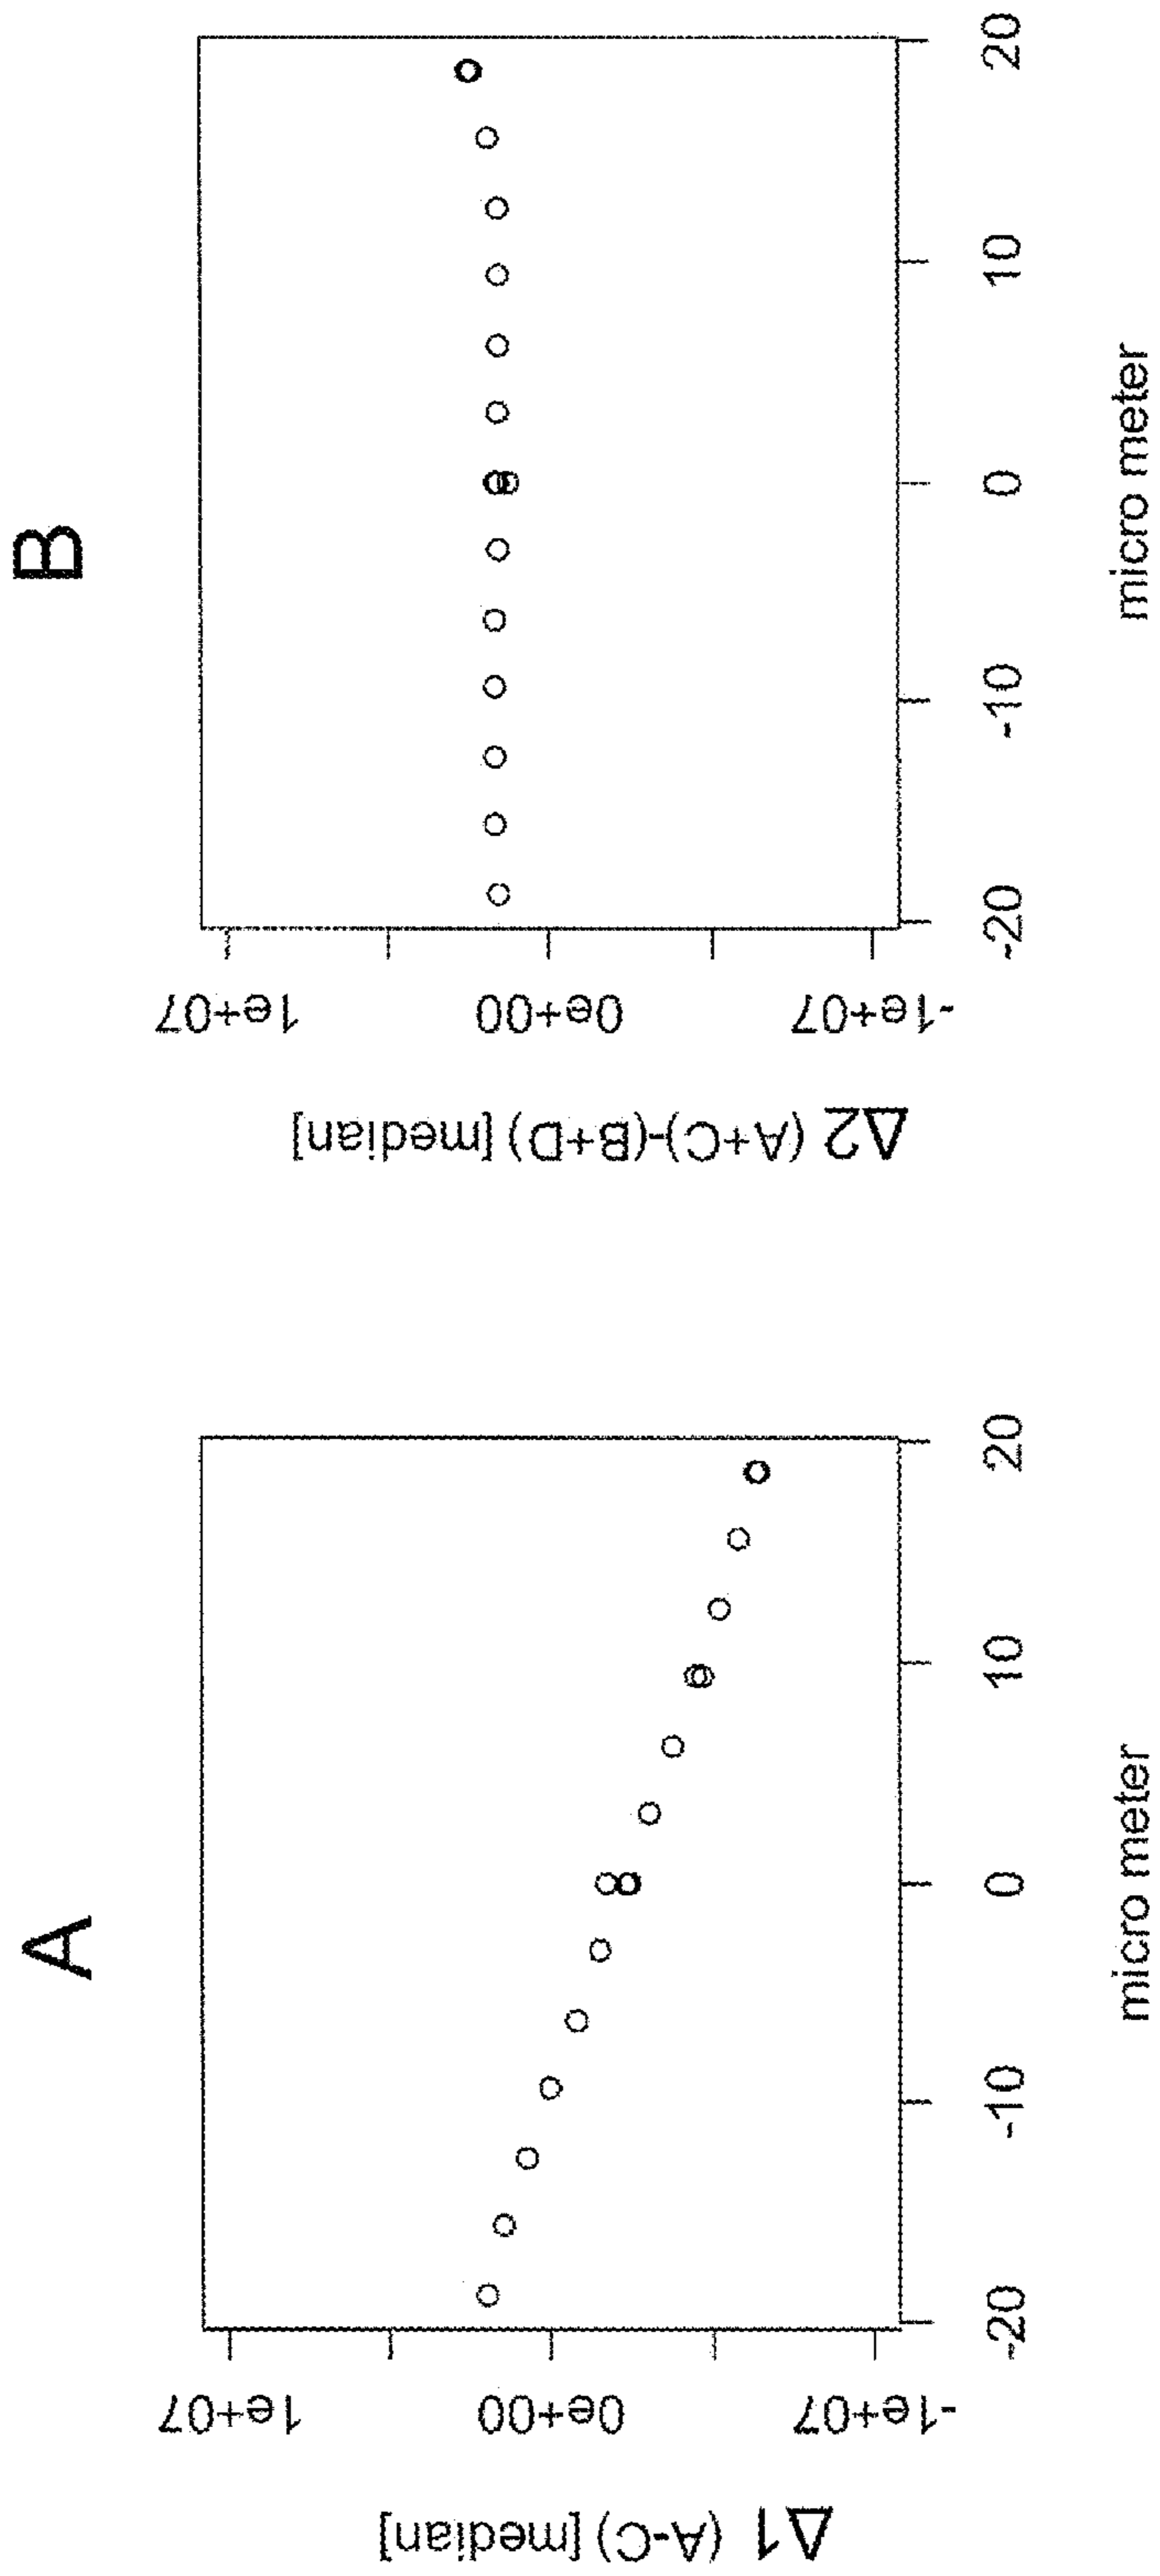 A
Δ1 (A-C) [median]
1e+07
0e+00
-1e+07
-20
-10
0
10
20
micro meter
B
Δ2 (A+C)-(B+D) [median]
1e+07
0e+00
-1e+07
-20
-10
0
10
20
micro meter